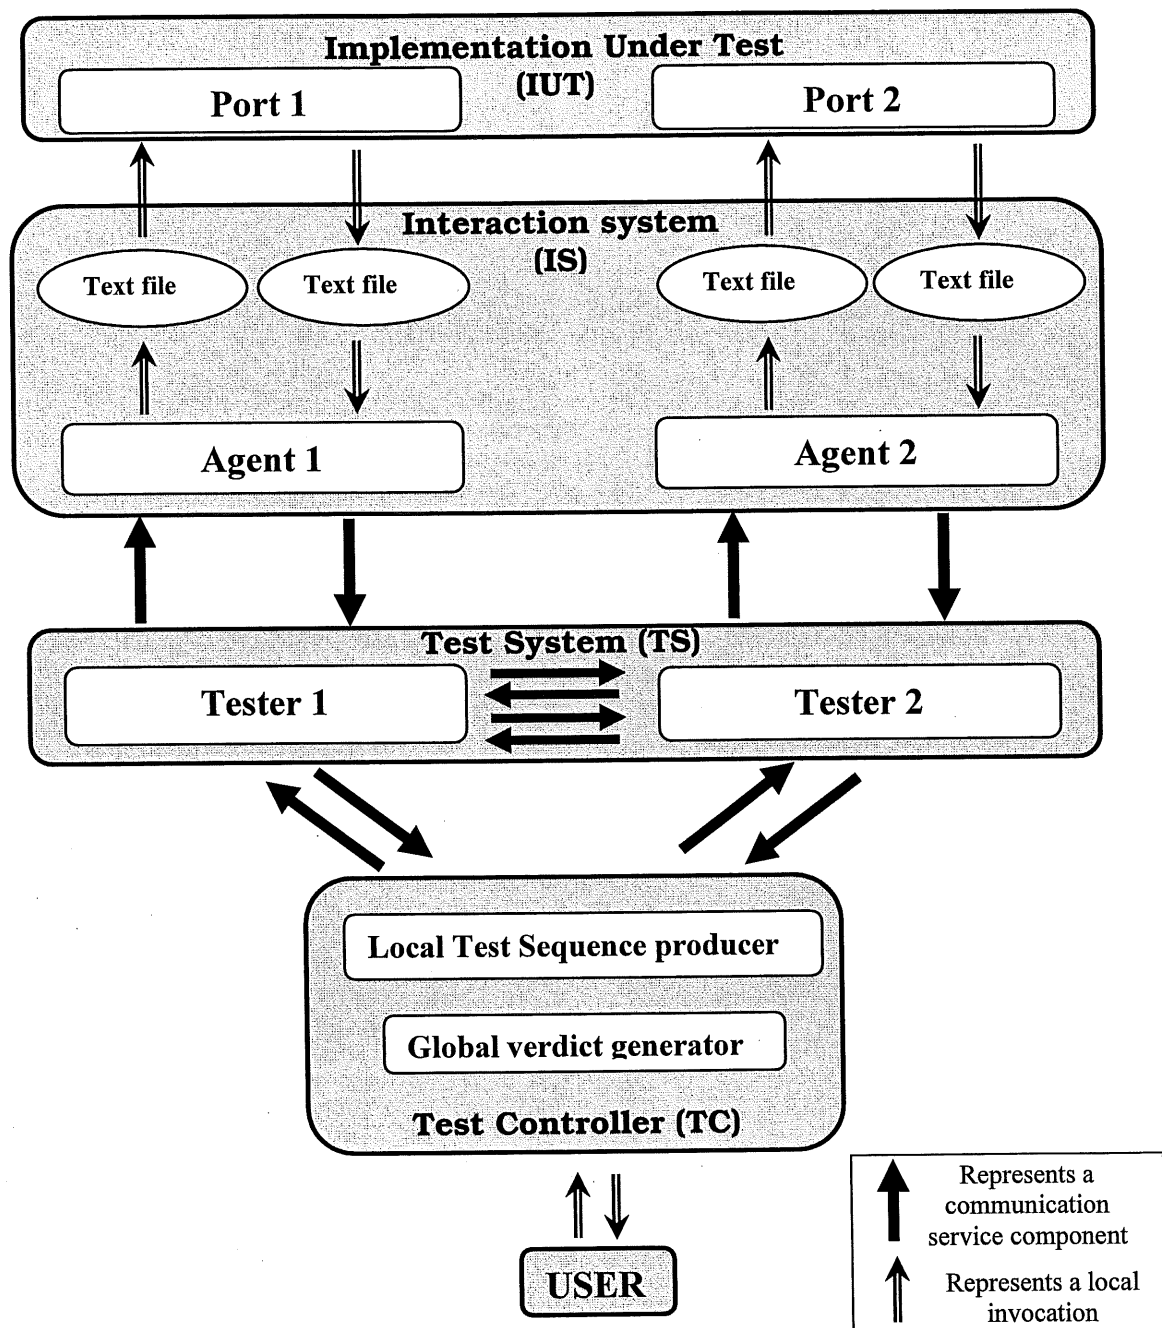 Implementation Under Test
(IUT)
Port 1
Port 2
Interaction system
(IS)
Text file
Text file
Text file
Text file
Agent 1
Agent 2
Test System (TS)
Tester 1
Tester 2
Local Test Sequence producer
Global verdict generator
Test Controller (TC)
USER
Represents a
communication
service component
Represents a local
invocation